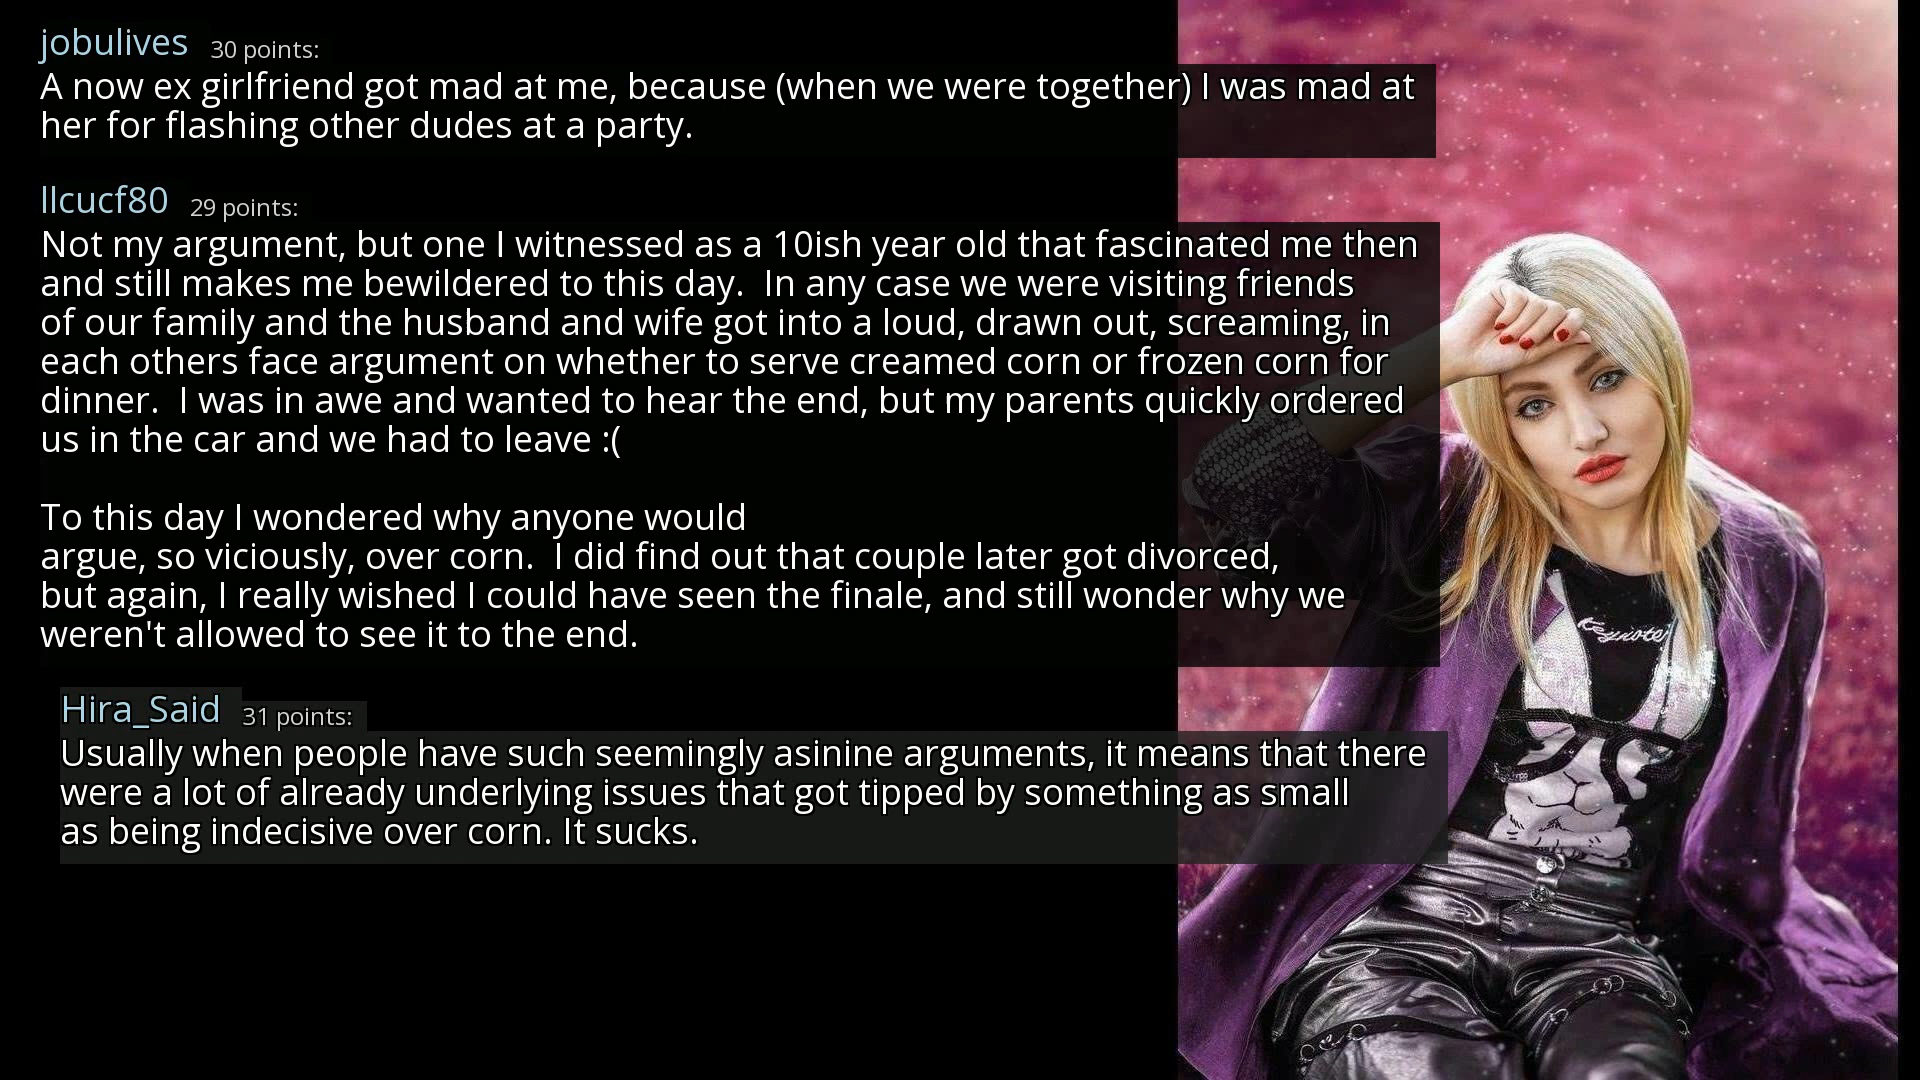 jobulives 30 points:
A now ex girlfriend got mad at me, because (when we were together) I was mad at
her for flashing other dudes at a party.
llcucf80 29 points:
Not my argument, but one I witnessed as a 10ish year old that fascinated me then
and still makes me bewildered to this day.  In any case we were visiting friends
of our family and the husband and wife got into a loud, drawn out, screaming, in
each others face argument on whether to serve creamed corn or frozen corn for
dinner.  I was in awe and wanted to hear the end, but my parents quickly ordered
us in the car and we had to leave :(
To this day I wondered why anyone would
argue, so viciously, over corn.  I did find out that couple later got divorced,
but again, I really wished I could have seen the finale, and still wonder why we
weren't allowed to see it to the end.
Hira_Said 31 points:
Usually when people have such seemingly asinine arguments, it means that there
were a lot of already underlying issues that got tipped by something as small
as being indecisive over corn. It sucks.